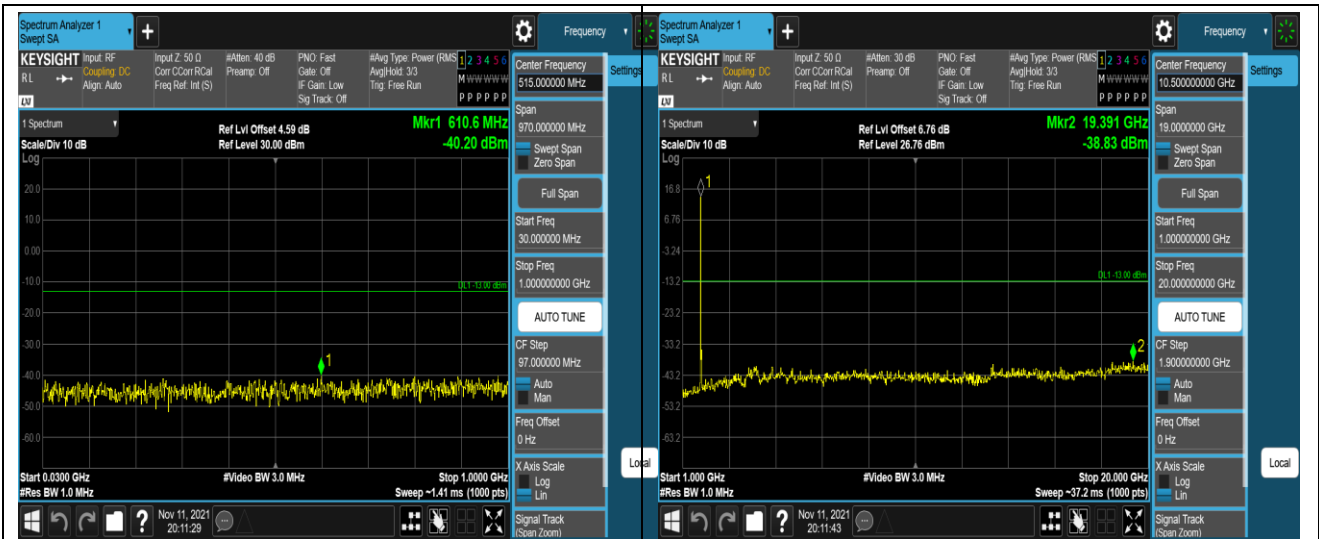 Spectrum Analyzer 1
Swept SA
+
Frequency
KEYSIGHT
RL
LXI
Input: RF
Coupling: DC
Align: Auto
Input Z: 50 Ω
Corr CCorr RCal
Freq Ref: Int (S)
#Atten: 40 dB
Preamp: Off
PNO: Fast
Gate: Off
IF Gain: Low
Sig Track: Off
#Avg Type: Power (RMS
Avg|Hold: 3/3
Trig: Free Run
1 2 3 4 5 6
M W W W W W
P P P P P P
1 Spectrum
Scale/Div 10 dB
Log
Ref Lvl Offset 4.59 dB
Ref Level 30.00 dBm
Mkr1 610.6 MHz
-40.20 dBm
20.0
10.0
0.00
-10.0
DL1 -13.00 dBm
-20.0
-30.0
1
-40.0
-50.0
-60.0
Start 0.0300 GHz
#Res BW 1.0 MHz
#Video BW 3.0 MHz
Stop 1.0000 GHz
Sweep ~1.41 ms (1000 pts)
Center Frequency
515.000000 MHz
Settings
Span
970.000000 MHz
Swept Span
Zero Span
Full Span
Start Freq
30.000000 MHz
Stop Freq
1.000000000 GHz
AUTO TUNE
CF Step
97.000000 MHz
Auto
Man
Freq Offset
0 Hz
X Axis Scale
Log
Lin
Local
Signal Track
(Span Zoom)
?
Nov 11, 2021
20:11:29
Spectrum Analyzer 1
Swept SA
+
Frequency
KEYSIGHT
RL
LXI
Input: RF
Coupling: DC
Align: Auto
Input Z: 50 Ω
Corr CCorr RCal
Freq Ref: Int (S)
#Atten: 30 dB
Preamp: Off
PNO: Fast
Gate: Off
IF Gain: Low
Sig Track: Off
#Avg Type: Power (RMS
Avg|Hold: 3/3
Trig: Free Run
1 2 3 4 5 6
M W W W W W
P P P P P P
1 Spectrum
Scale/Div 10 dB
Log
Ref Lvl Offset 6.76 dB
Ref Level 26.76 dBm
Mkr2 19.391 GHz
-38.83 dBm
1
16.8
6.76
-3.24
DL1 -13.00 dBm
-13.2
-23.2
-33.2
2
-43.2
-53.2
-63.2
Start 1.000 GHz
#Res BW 1.0 MHz
#Video BW 3.0 MHz
Stop 20.000 GHz
Sweep ~37.2 ms (1000 pts)
Center Frequency
10.500000000 GHz
Settings
Span
19.0000000 GHz
Swept Span
Zero Span
Full Span
Start Freq
1.000000000 GHz
Stop Freq
20.000000000 GHz
AUTO TUNE
CF Step
1.900000000 GHz
Auto
Man
Freq Offset
0 Hz
X Axis Scale
Log
Lin
Local
Signal Track
(Span Zoom)
?
Nov 11, 2021
20:11:43